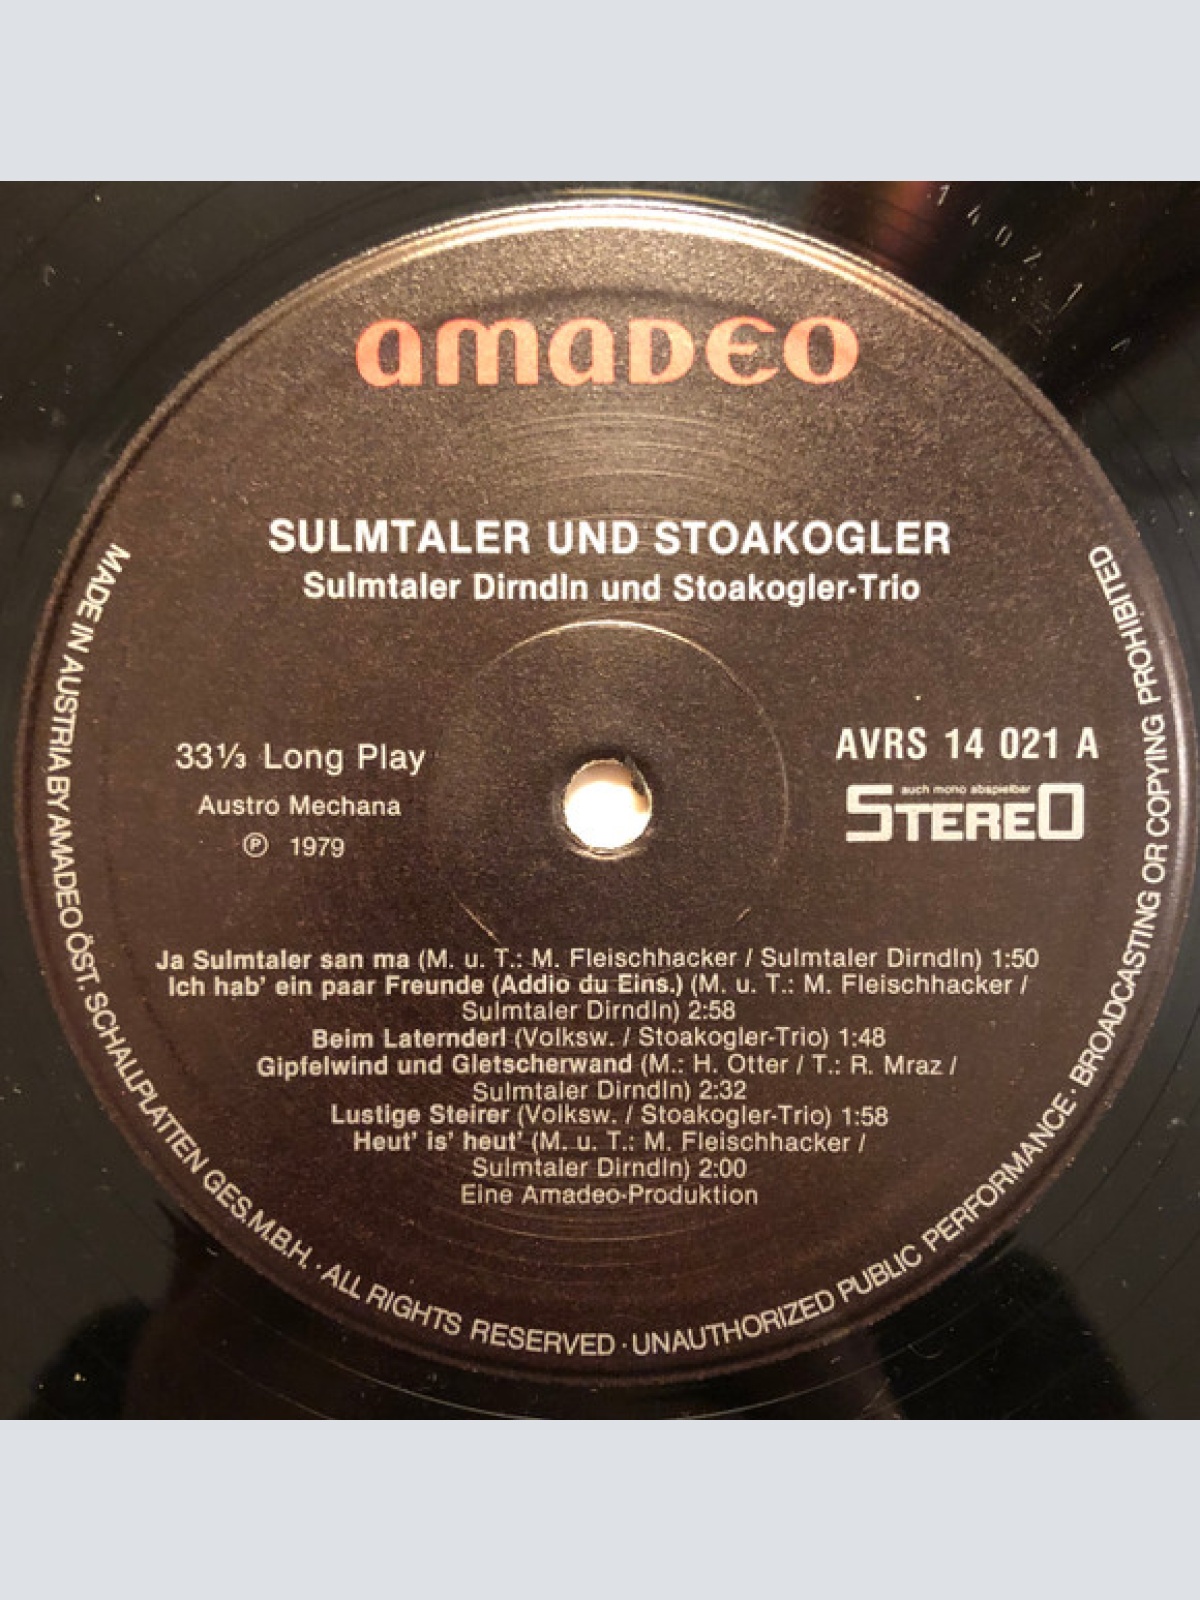 14021
AMADEO
SULMTALER UND STOAKOGLER
Sulmtaler Dirndln und Stoakogler-Trio
33⅓ Long Play
Austro Mechana
℗ 1979
AVRS 14 021 A
auch mono abspielbar
STEREO
Ja Sulmtaler san ma (M. u. T.: M. Fleischhacker / Sulmtaler Dirndln) 1:50
Ich hab' ein paar Freunde (Addio du Eins.) (M. u. T.: M. Fleischhacker /
Sulmtaler Dirndln) 2:58
Beim Laternderl (Volksw. / Stoakogler-Trio) 1:48
Gipfelwind und Gletscherwand (M.: H. Otter / T.: R. Mraz /
Sulmtaler Dirndln) 2:32
Lustige Steirer (Volksw. / Stoakogler-Trio) 1:58
Heut' is' heut' (M. u. T.: M. Fleischhacker /
Sulmtaler Dirndln) 2:00
Eine Amadeo-Produktion
MADE IN AUSTRIA BY AMADEO ÖST. SCHALLPLATTEN GES.M.B.H. · ALL RIGHTS RESERVED · UNAUTHORIZED PUBLIC PERFORMANCE · BROADCASTING OR COPYING PROHIBITED